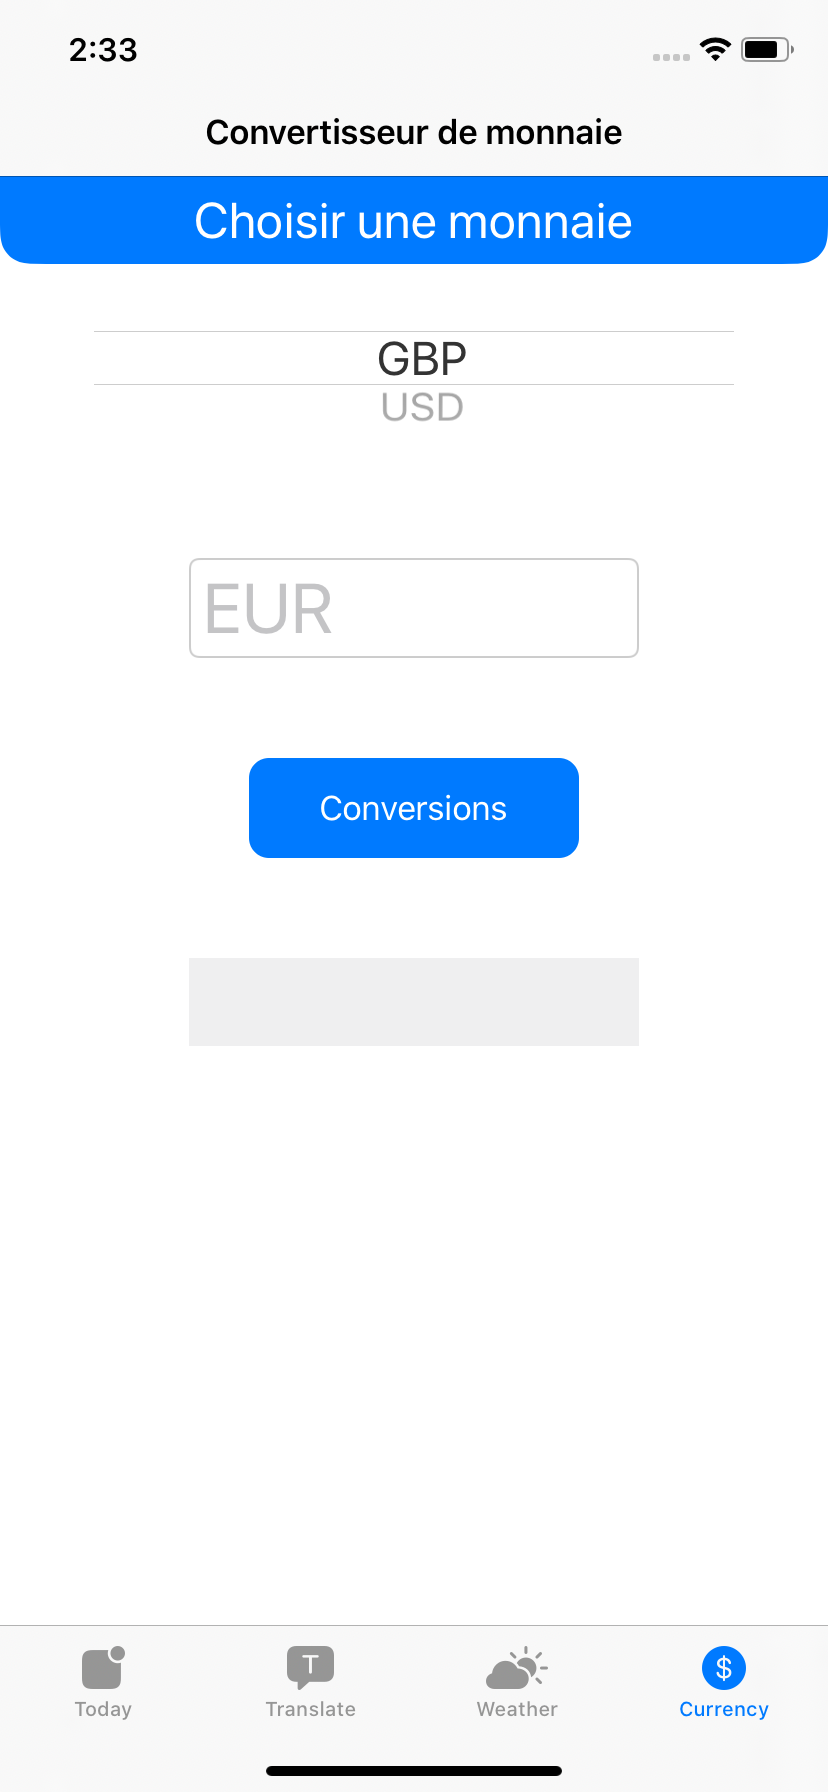 2:33
Convertisseur de monnaie
Choisir une monnaie
GBP
USD
EUR
Conversions
T
$
Today
Translate
Weather
Currency